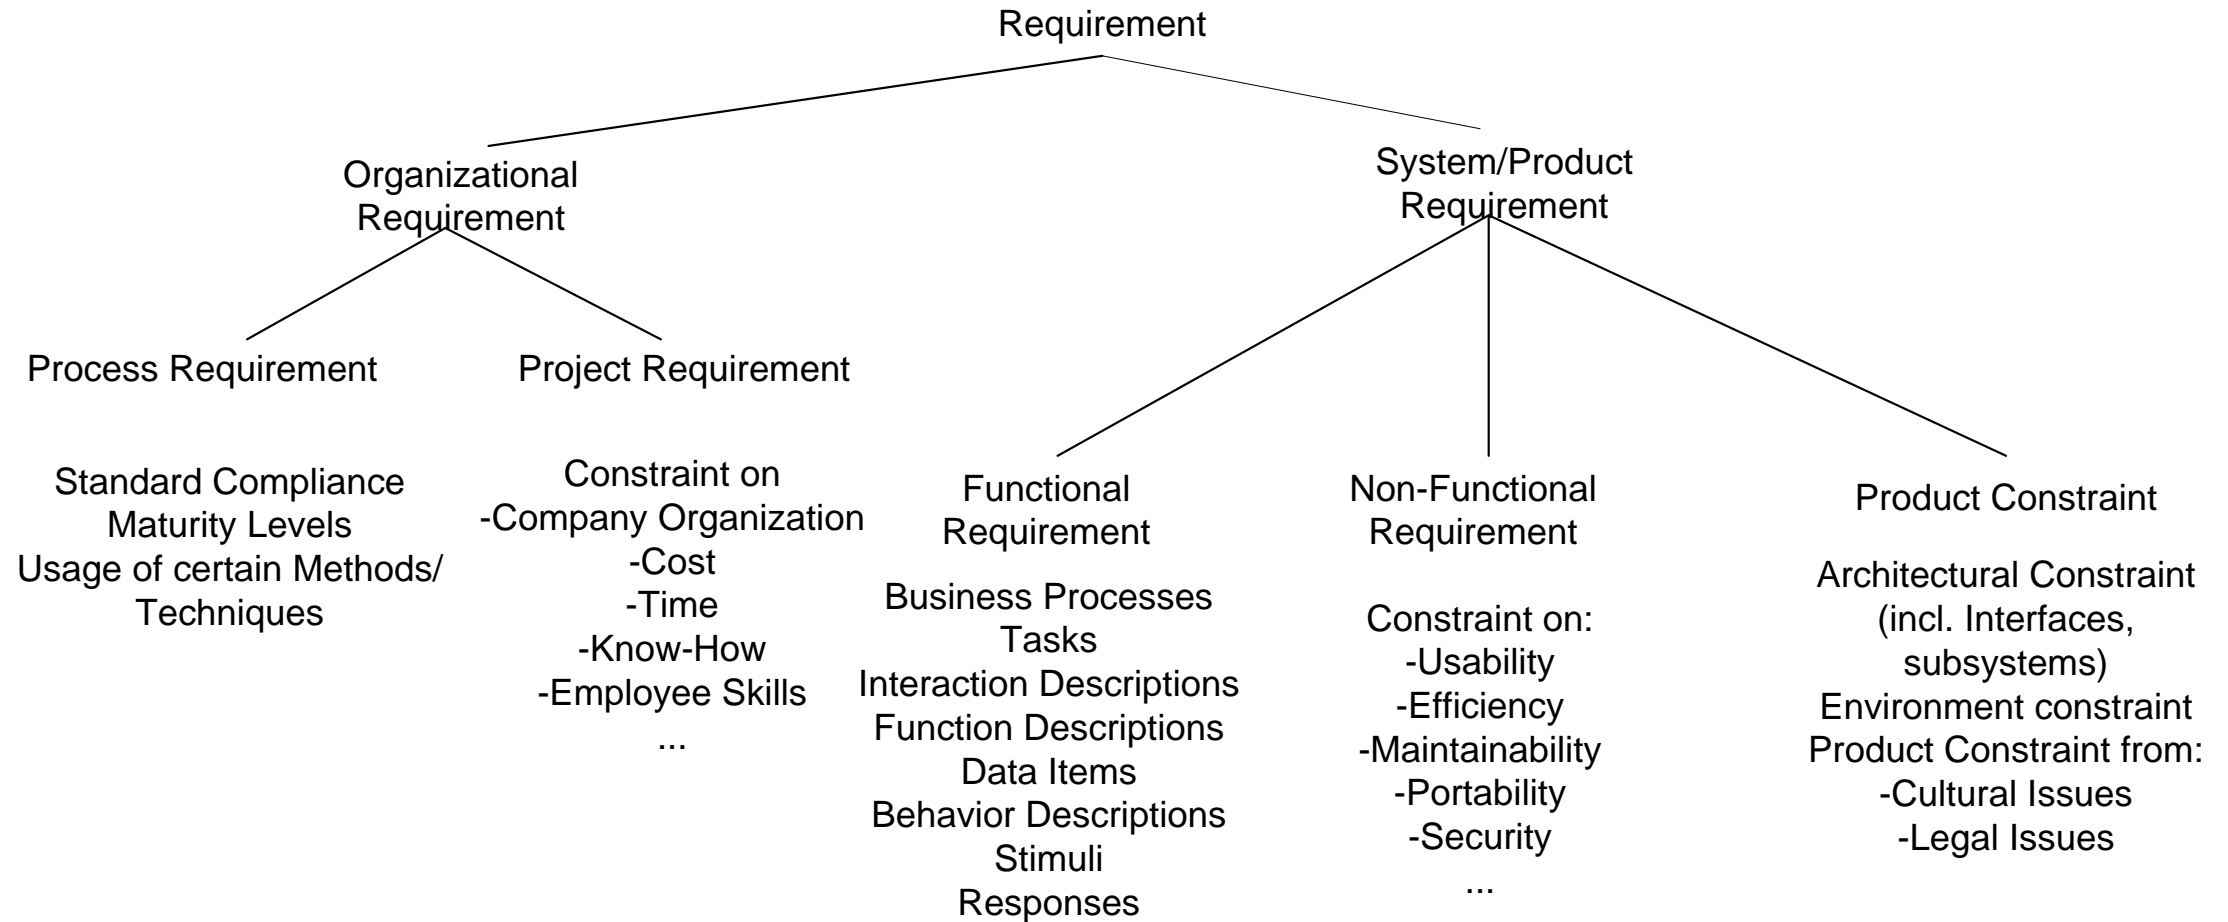 Requirement
Organizational
Requirement
System/Product
Requirement
Process Requirement
Project Requirement
Standard Compliance
Maturity Levels
Usage of certain Methods/
Techniques
Constraint on
-Company Organization
-Cost
-Time
-Know-How
-Employee Skills
...
Functional
Requirement
Business Processes
Tasks
Interaction Descriptions
Function Descriptions
Data Items
Behavior Descriptions
Stimuli
Responses
Non-Functional
Requirement
Constraint on:
-Usability
-Efficiency
-Maintainability
-Portability
-Security
...
Product Constraint
Architectural Constraint
(incl. Interfaces,
subsystems)
Environment constraint
Product Constraint from:
-Cultural Issues
-Legal Issues